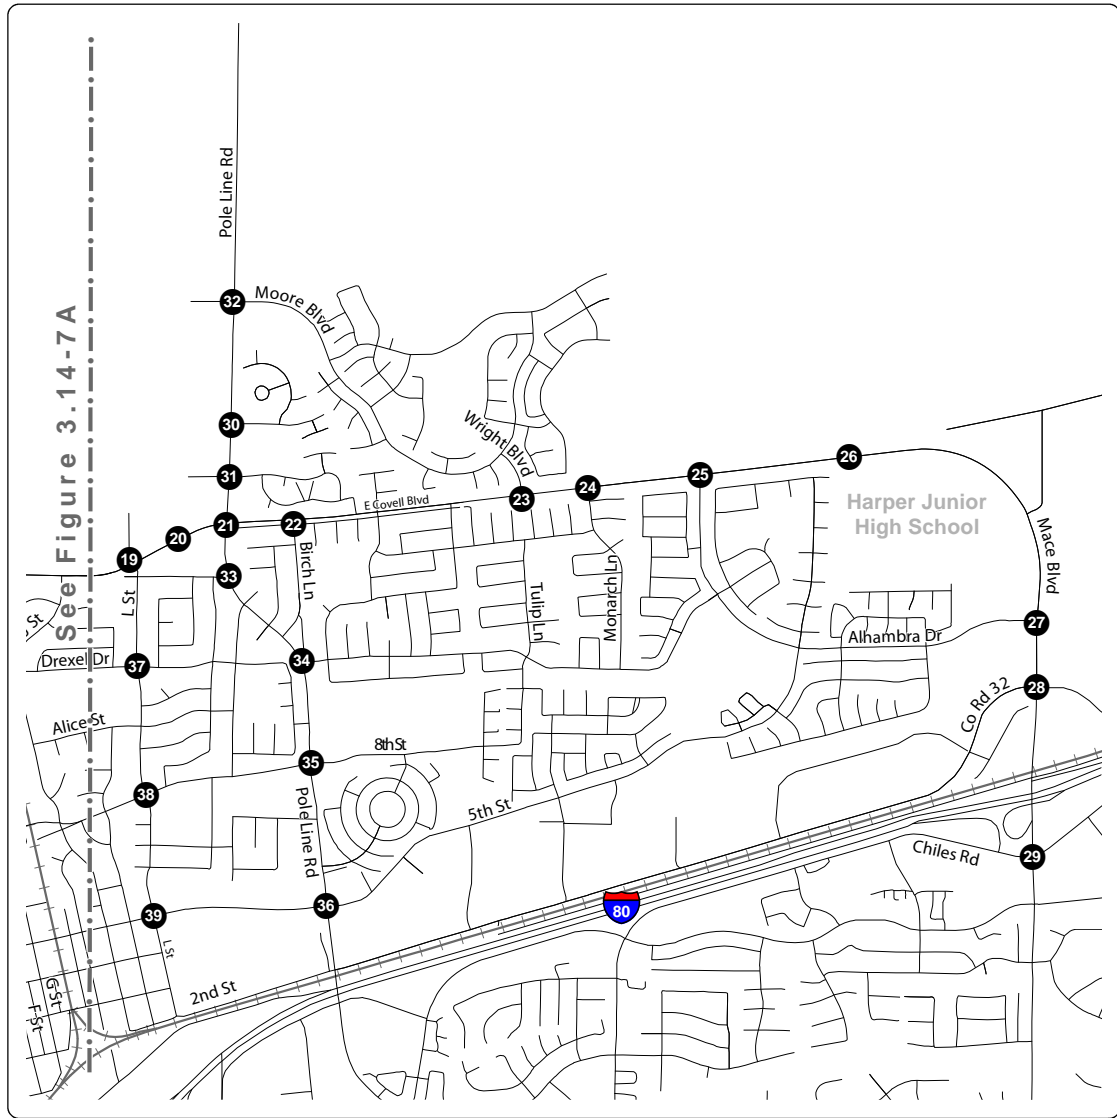 See Figure 3.14-7A
Pole Line Rd
32
Moore Blvd
30
Wright Blvd
31
26
25
24
23
E Covell Blvd
21
22
20
19
Harper Junior
High School
Mace Blvd
33
Birch Ln
L St
Tulip Ln
Monarch Ln
St
27
Alhambra Dr
34
37
Drexel Dr
28
Co Rd 32
Alice St
8th St
35
38
Pole Line Rd
5th St
Chiles Rd
29
36
39
80
L St
2nd St
G St
F St